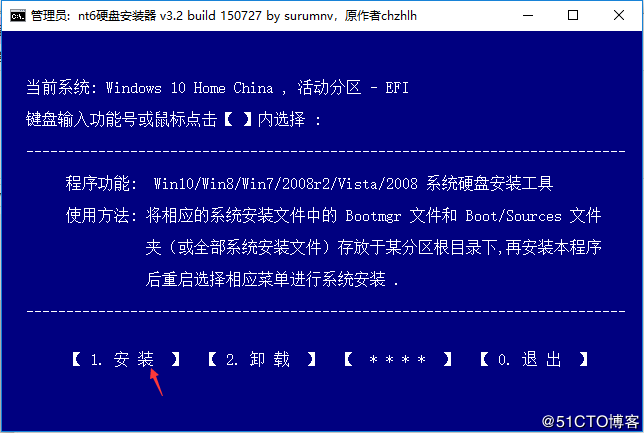 管理员: nt6硬盘安装器 v3.2 build 150727 by surumnv，原作者chzhlh
当前系统: Windows 10 Home China , 活动分区 - EFI
键盘输入功能号或鼠标点击【 】内选择 :
程序功能: Win10/Win8/Win7/2008r2/Vista/2008 系统硬盘安装工具
使用方法: 将相应的系统安装文件中的 Bootmgr 文件和 Boot/Sources 文件
夹（或全部系统安装文件）存放于某分区根目录下,再安装本程序
后重启选择相应菜单进行系统安装 .
【 1. 安 装 】 【 2. 卸 载 】 【 * * * * 】 【 0. 退 出 】
@51CTO博客